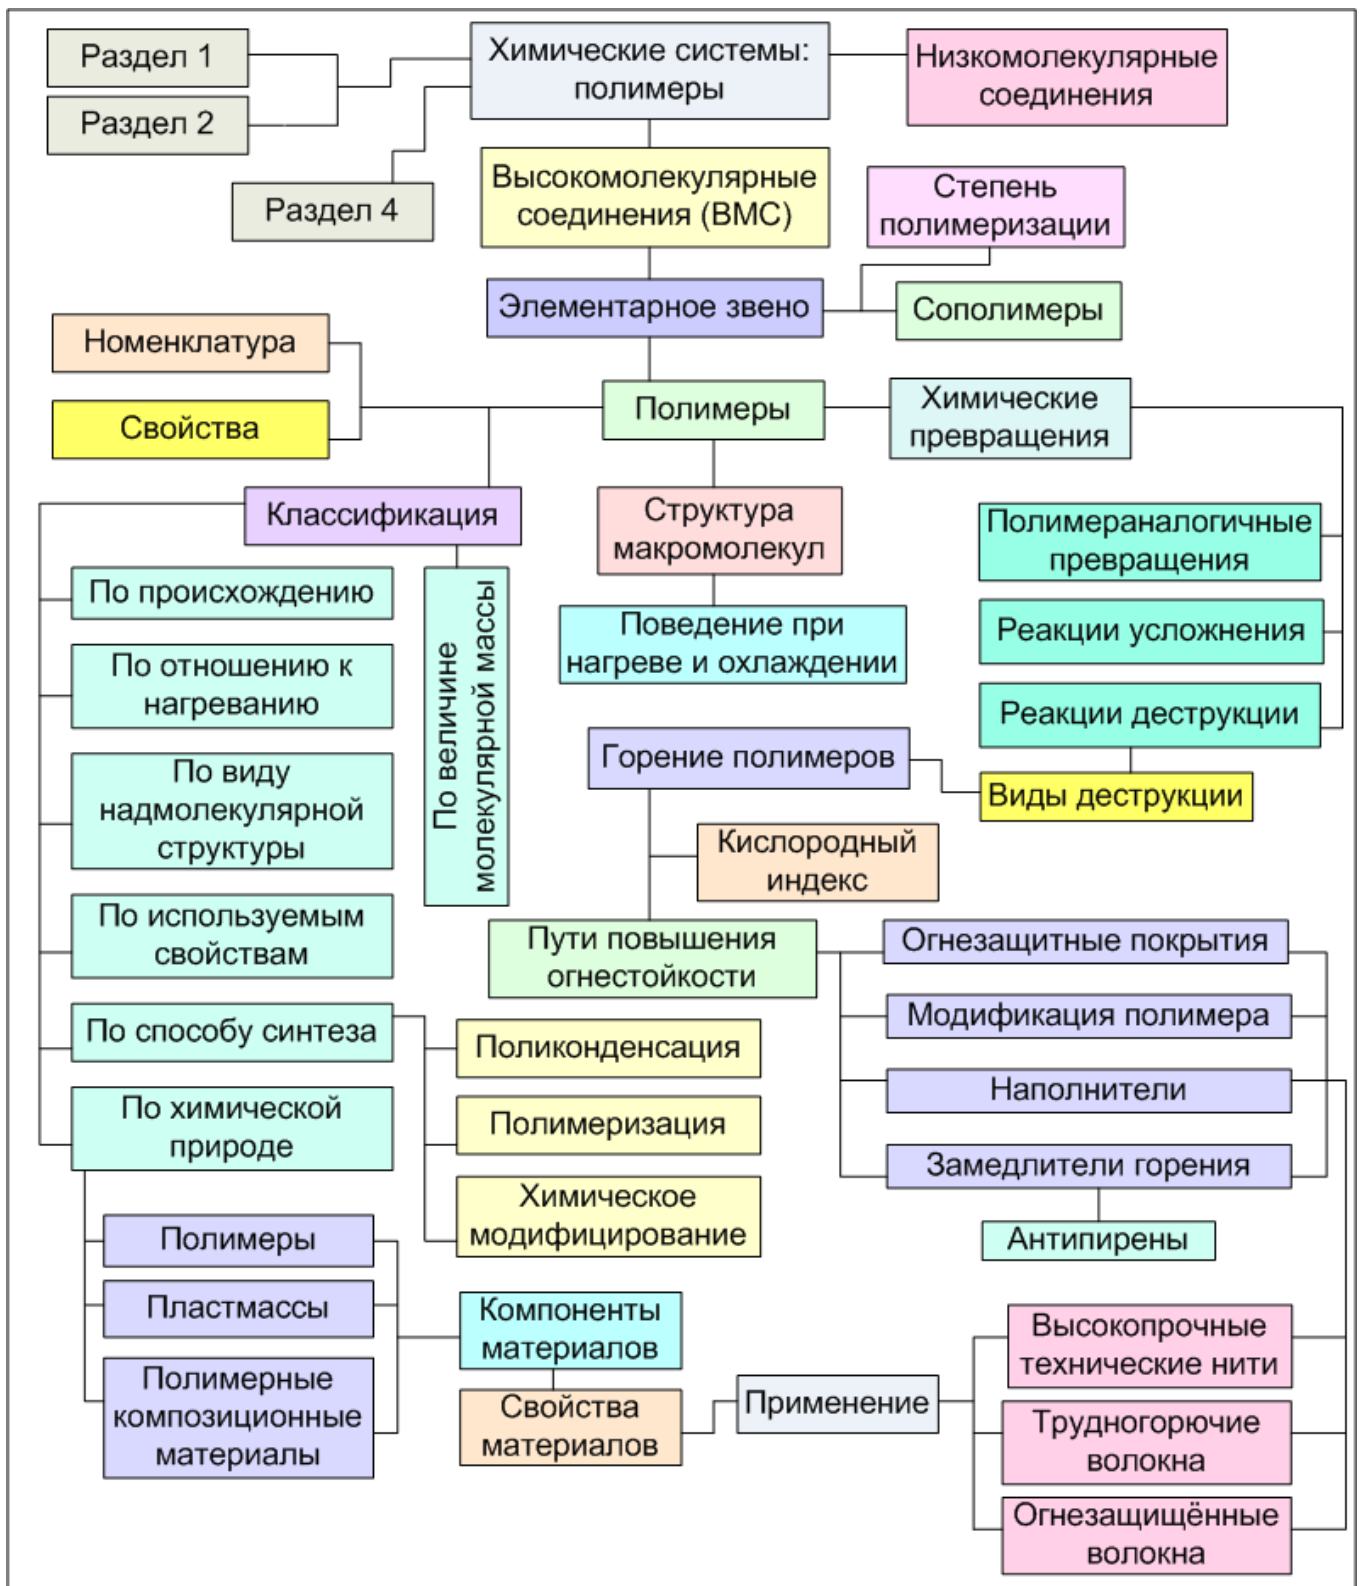 Раздел 1
Химические системы:
полимеры
Низкомолекулярные
соединения
Раздел 2
Раздел 4
Высокомолекулярные
соединения (ВМС)
Степень
полимеризации
Элементарное звено
Сополимеры
Номенклатура
Свойства
Полимеры
Химические
превращения
Классификация
Структура
макромолекул
Полимераналогичные
превращения
По происхождению
По величине
молекулярной массы
Поведение при
нагреве и охлаждении
Реакции усложнения
По отношению к
нагреванию
Реакции деструкции
Горение полимеров
Виды деструкции
По виду
надмолекулярной
структуры
Кислородный
индекс
По используемым
свойствам
Пути повышения
огнестойкости
Огнезащитные покрытия
Модификация полимера
Наполнители
Замедлители горения
Антипирены
По способу синтеза
Поликонденсация
Полимеризация
Химическое
модифицирование
По химической
природе
Полимеры
Пластмассы
Полимерные
композиционные
материалы
Компоненты
материалов
Свойства
материалов
Применение
Высокопрочные
технические нити
Трудногорючие
волокна
Огнезащищённые
волокна